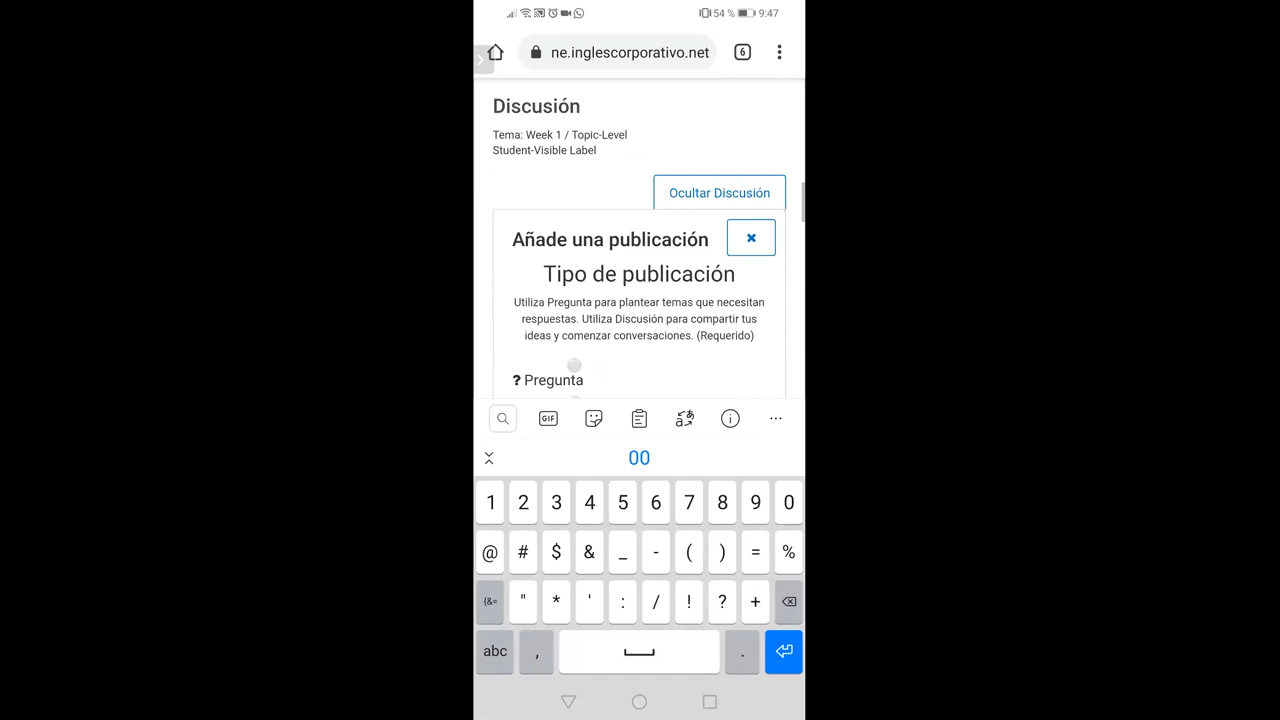 54 % 9:47
ne.inglescorporativo.net 6
Discusión
Tema: Week 1 / Topic-Level
Student-Visible Label
Ocultar Discusión
Añade una publicación
Tipo de publicación
Utiliza Pregunta para plantear temas que necesitan
respuestas. Utiliza Discusión para compartir tus
ideas y comenzar conversaciones. (Requerido)
? Pregunta
GIF
00
1 2 3 4 5 6 7 8 9 0
@ # $ & _ - ( ) = %
{&= " * ' : / ! ? +
abc , .